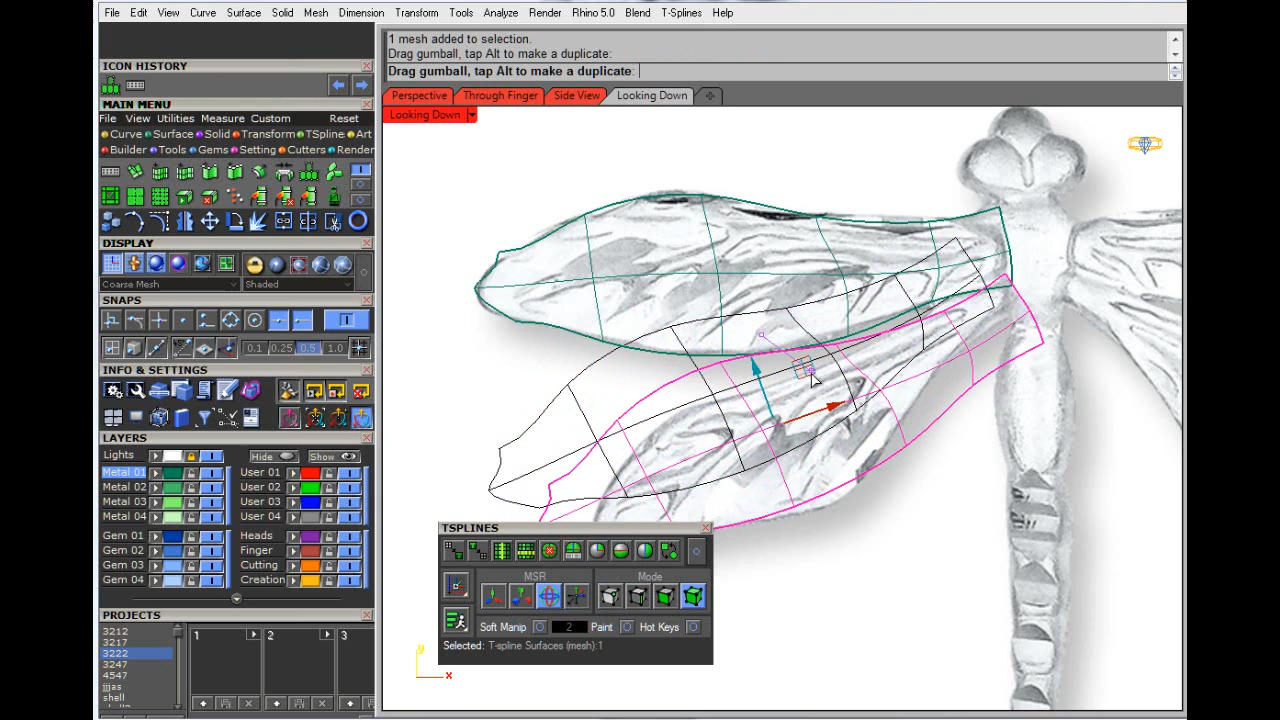 File Edit View Curve Surface Solid Mesh Dimension Transform Tools Analyze Render Rhino 5.0 Blend T-Splines Help
1 mesh added to selection.
Drag gumball, tap Alt to make a duplicate:
Drag gumball, tap Alt to make a duplicate:
Perspective Through Finger Side View Looking Down
Looking Down
ICON HISTORY
MAIN MENU
File View Utilities Measure Custom Reset
Curve Surface Solid Transform TSpline Art
Builder Tools Gems Setting Cutters Render
DISPLAY
Coarse Mesh Shaded
SNAPS
0.1 0.25 0.5 1.0
INFO & SETTINGS
LAYERS
Lights Hide Show
Metal 01 User 01
Metal 02 User 02
Metal 03 User 03
Metal 04 User 04
Gem 01 Heads
Gem 02 Finger
Gem 03 Cutting
Gem 04 Creation
PROJECTS
3212
3217
3222
3247
4547
jjjas
shell
1 2 3
TSPLINES
MSR Mode
Soft Manip 2 Paint Hot Keys
Selected: T-spline Surfaces (mesh):1
y
x